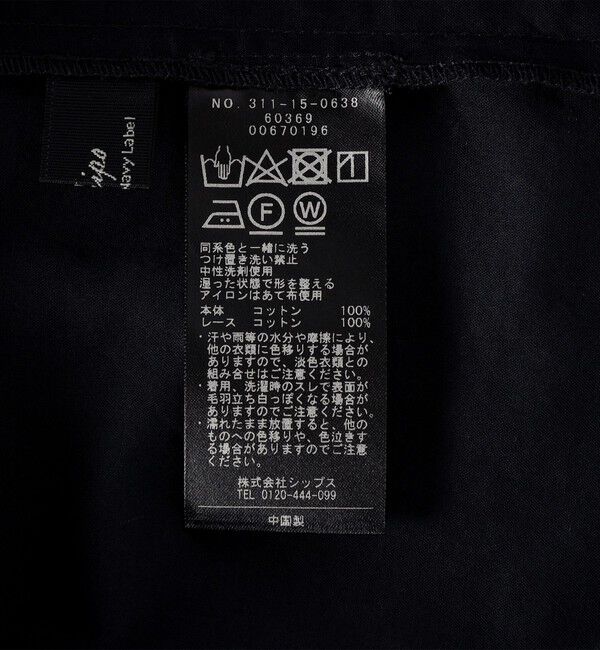 NO. 311-15-0638
60369
00670196
Navy Label
F W
同系色と一緒に洗う
つけ置き洗い禁止
中性洗剤使用
湿った状態で形を整える
アイロンはあて布使用
本体 コットン 100%
レース コットン 100%
・汗や雨等の水分や摩擦により、
他の衣類に色移りする場合が
ありますので、淡色衣類との
組み合せはご注意ください。
・着用、洗濯時のスレで表面が
毛羽立ち白っぽくなる場合が
ありますのでご注意ください。
・濡れたまま放置すると、他の
ものへの色移りや、色泣きす
る場合がありますのでご注意
ください。
株式会社シップス
TEL 0120-444-099
中国製